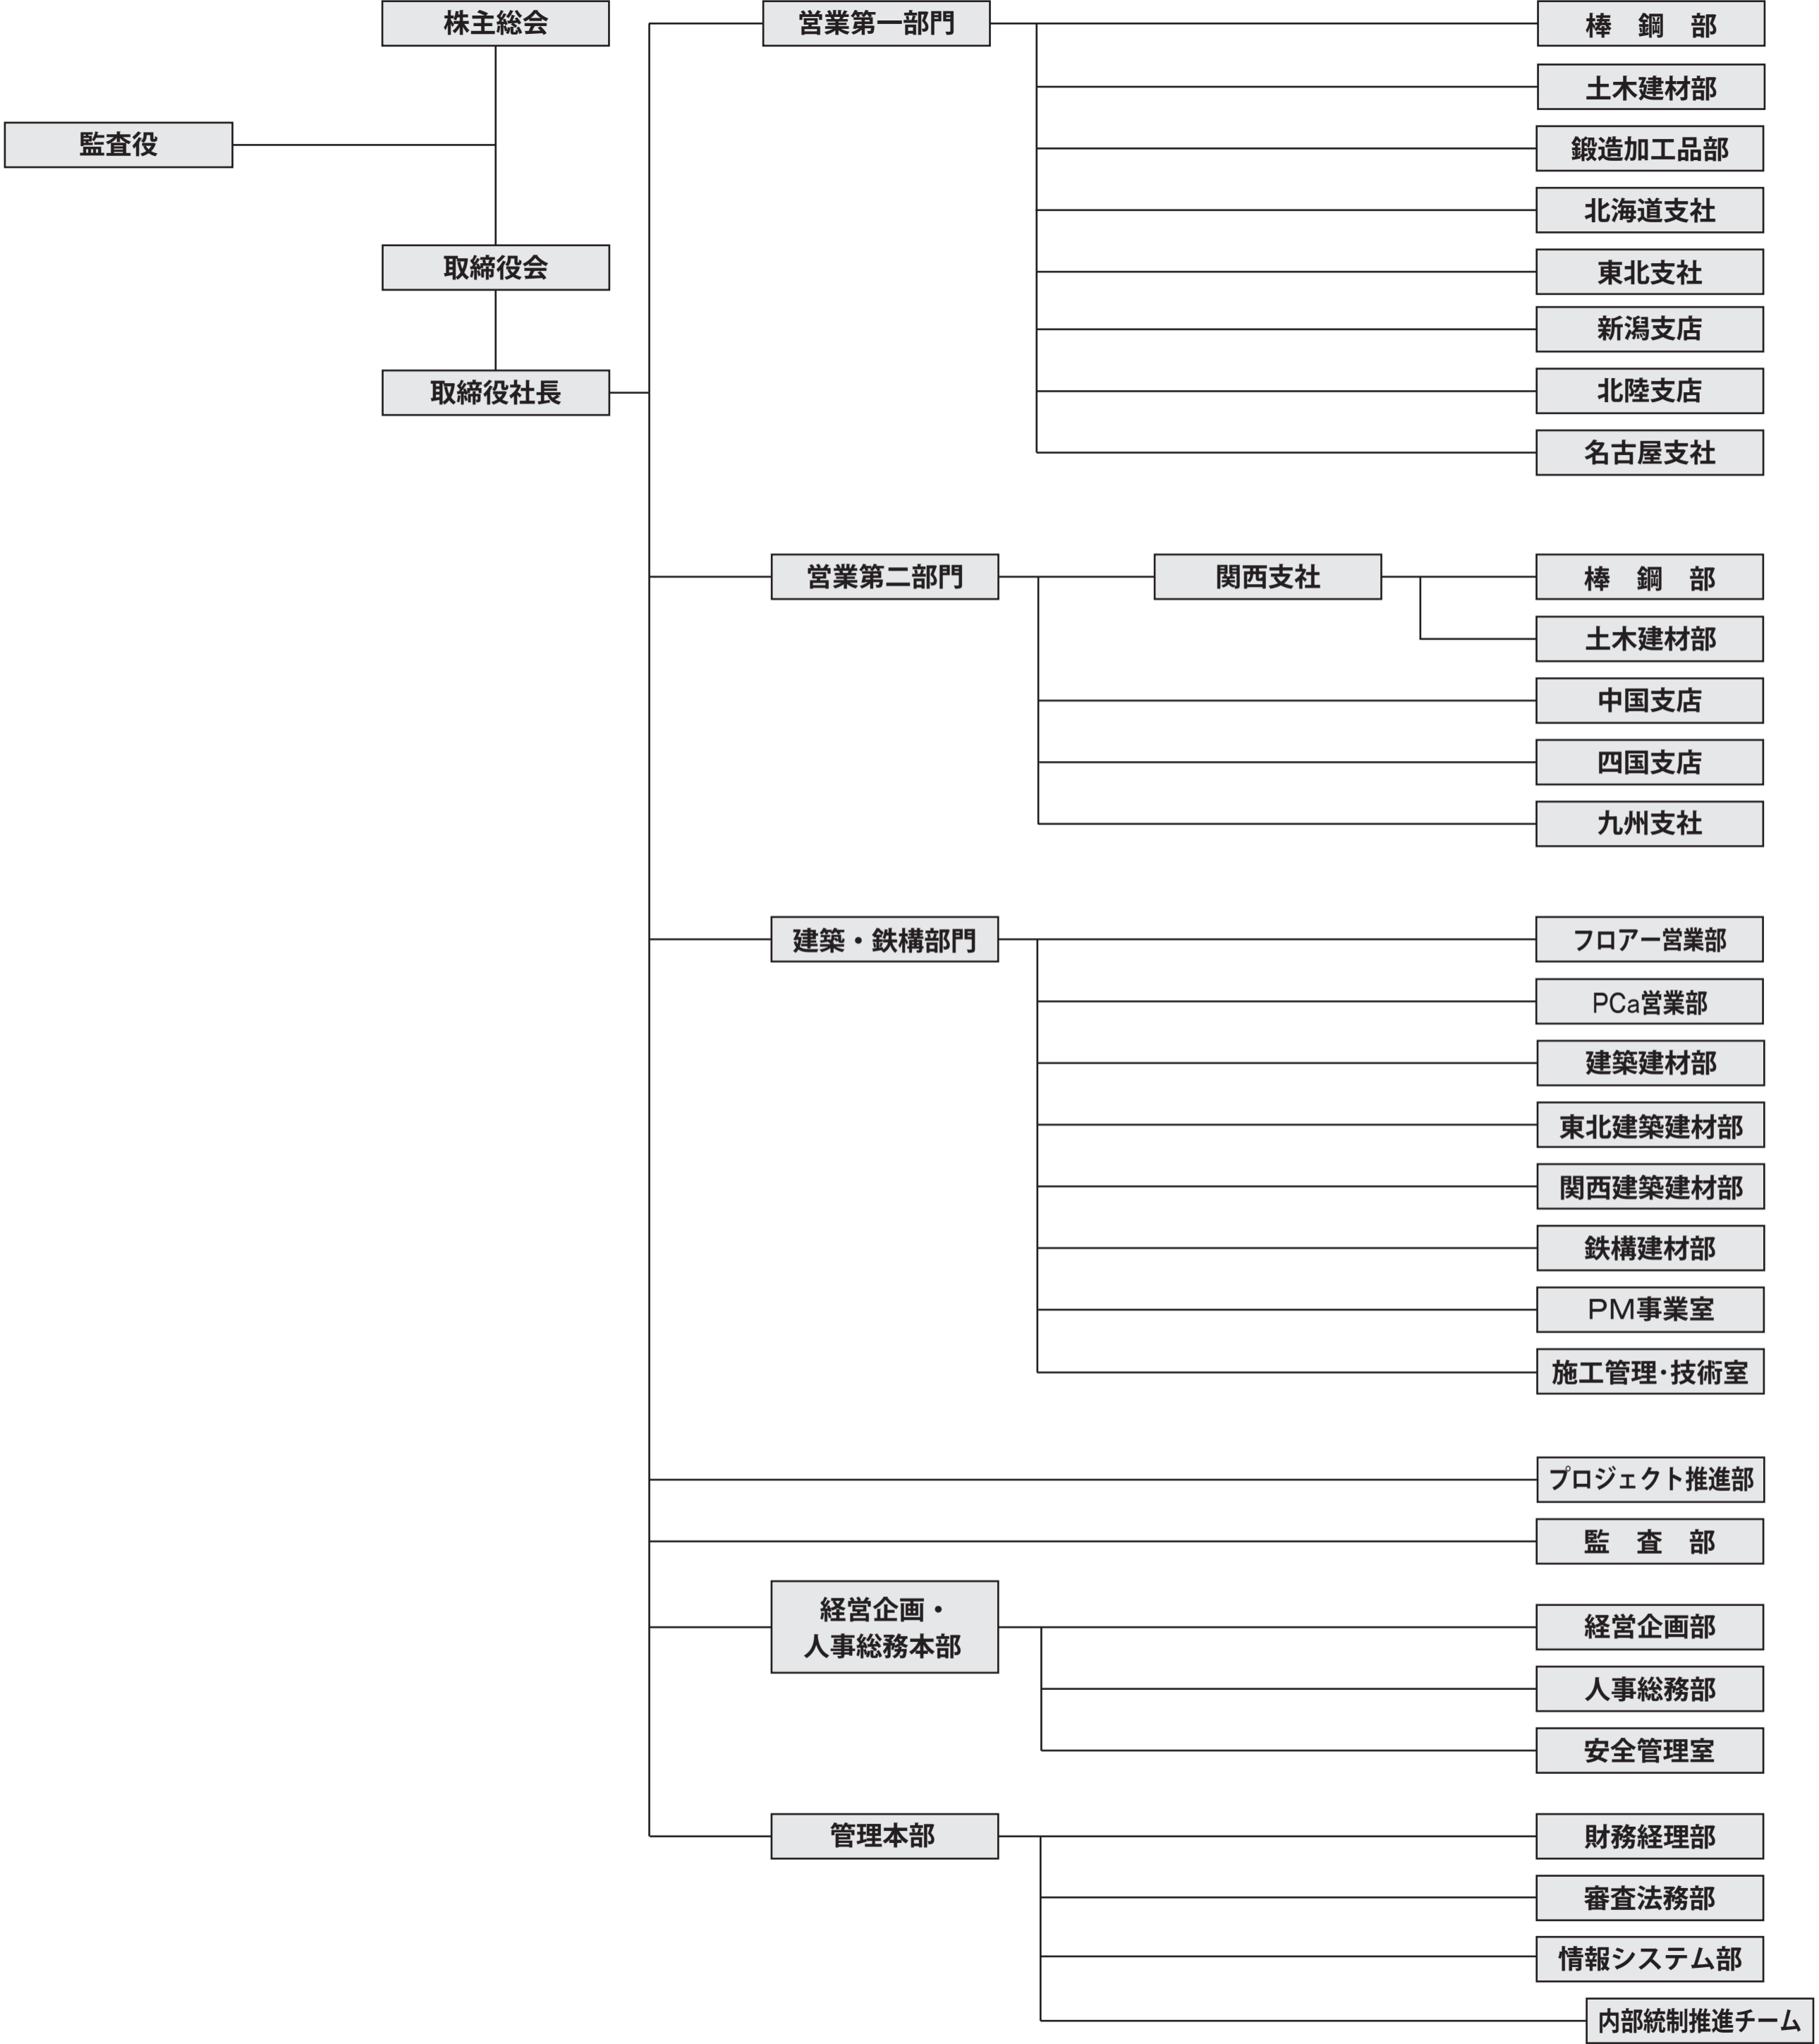 株主総会
監査役
取締役会
取締役社長
営業第一部門
棒　鋼　部
土木建材部
鍛造加工品部
北海道支社
東北支社
新潟支店
北陸支店
名古屋支社
営業第二部門
関西支社
棒　鋼　部
土木建材部
中国支店
四国支店
九州支社
建築・鉄構部門
フロアー営業部
PCa営業部
建築建材部
東北建築建材部
関西建築建材部
鉄構建材部
PM事業室
施工管理・技術室
プロジェクト推進部
監　査　部
経営企画・
人事総務本部
経営企画部
人事総務部
安全管理室
管理本部
財務経理部
審査法務部
情報システム部
内部統制推進チーム